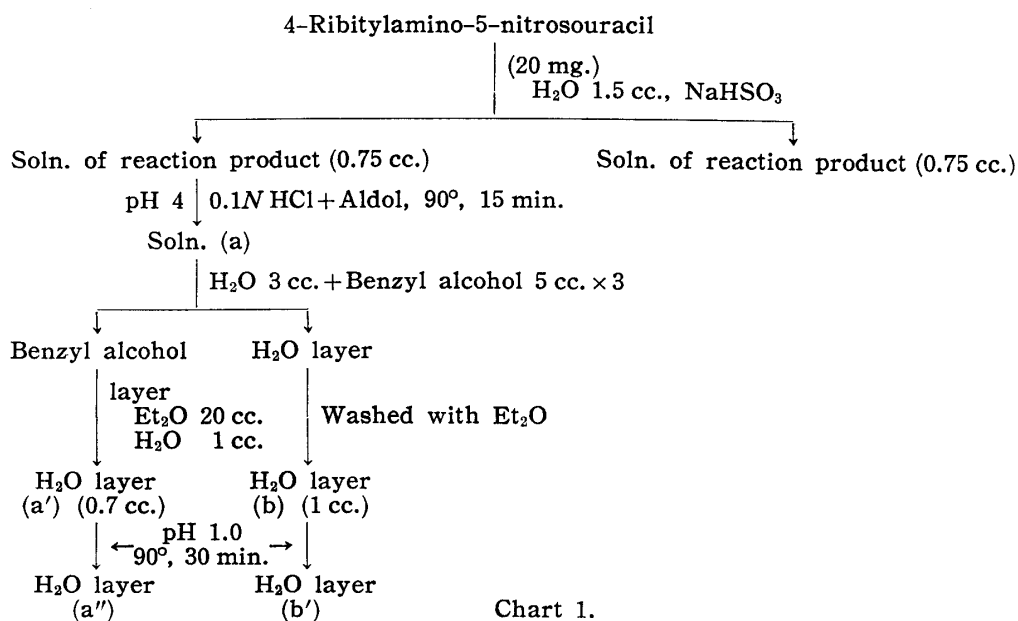 4-Ribitylamino-5-nitrosouracil
(20 mg.)
H₂O 1.5 cc., NaHSO₃
Soln. of reaction product (0.75 cc.)
Soln. of reaction product (0.75 cc.)
pH 4
0.1N HCl+Aldol, 90°, 15 min.
Soln. (a)
H₂O 3 cc.+Benzyl alcohol 5 cc.×3
Benzyl alcohol
layer
Et₂O 20 cc.
H₂O 1 cc.
H₂O layer
Washed with Et₂O
H₂O layer
(a′) (0.7 cc.)
H₂O layer
(b) (1 cc.)
pH 1.0
90°, 30 min.
H₂O layer
(a″)
H₂O layer
(b′)
Chart 1.